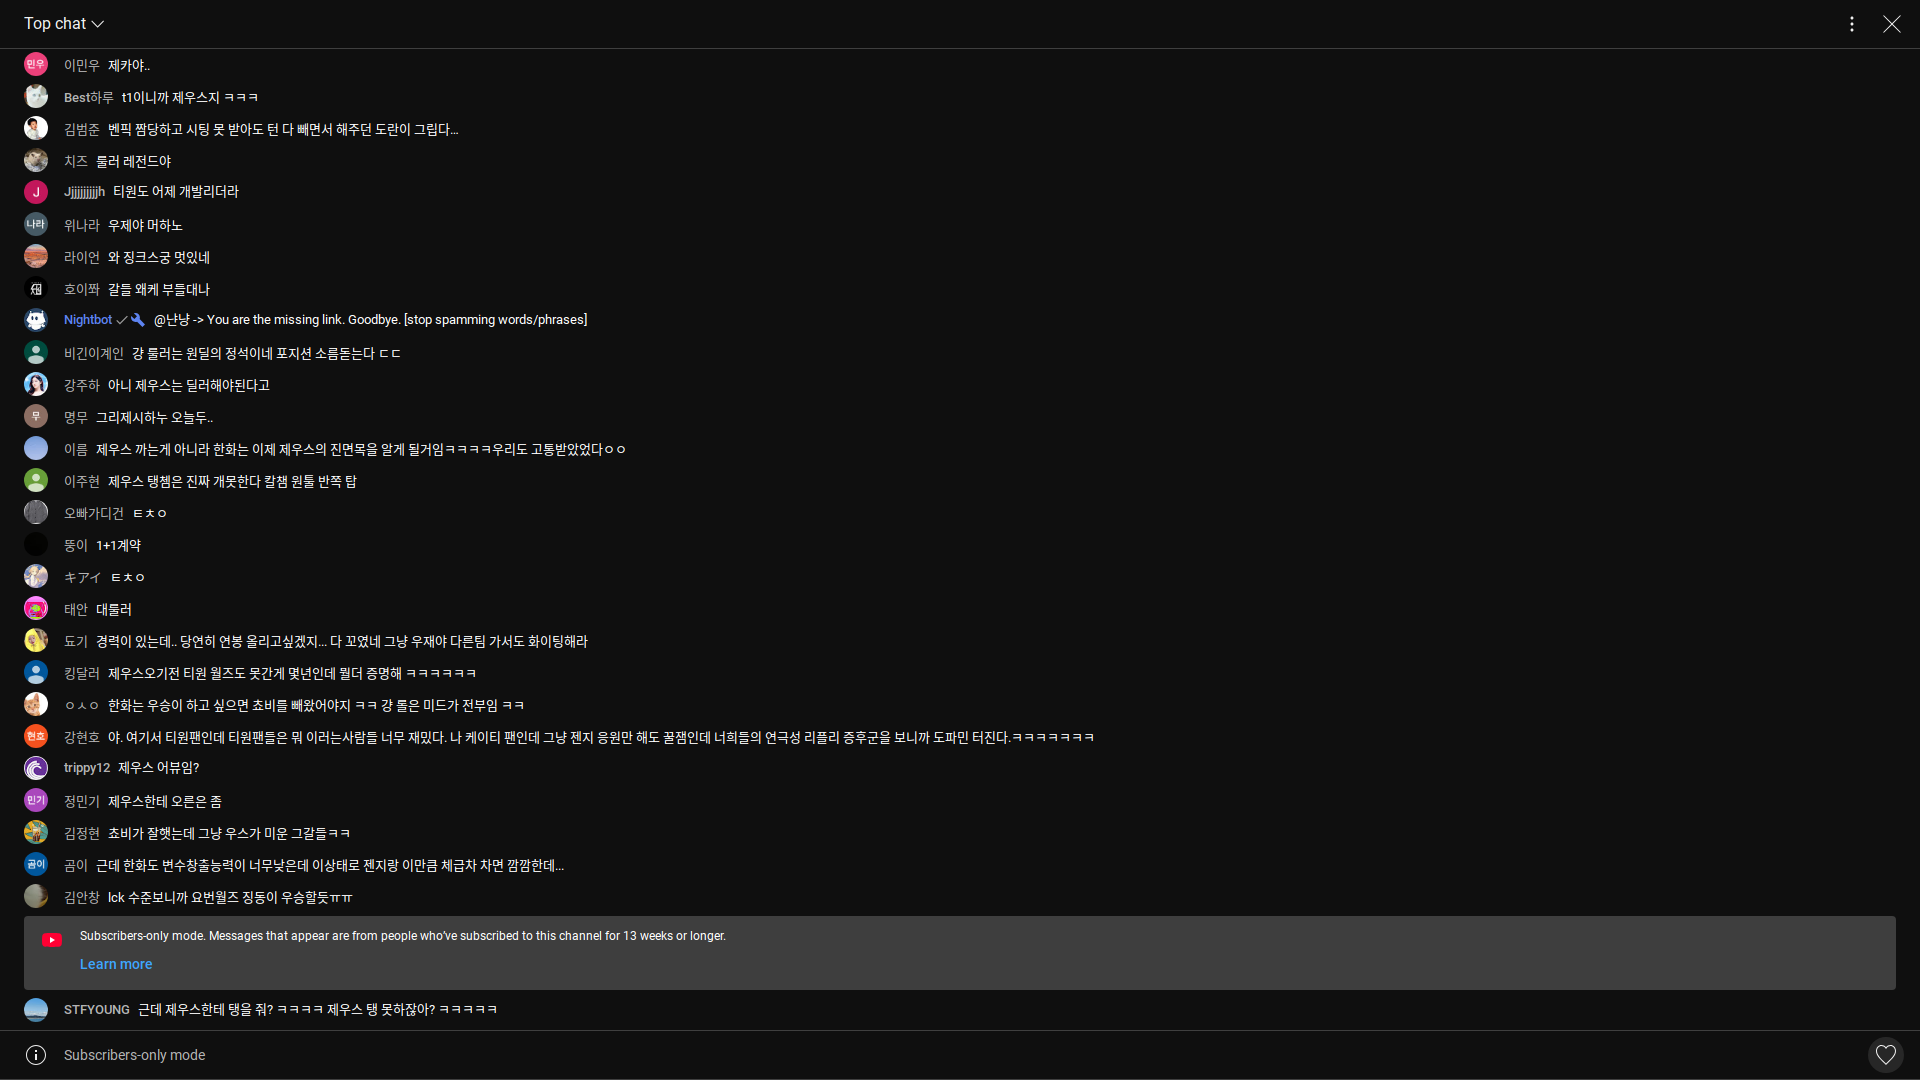 Top chat
민우 이민우 제카야..
Best하루 t1이니까 제우스지 ㅋㅋㅋ
김범준 벤픽 짬당하고 시팅 못 받아도 턴 다 빼면서 해주던 도란이 그립다...
치즈 룰러 레전드야
J Jjjjjjjjjjh 티원도 어제 개발리더라
나라 위나라 우제야 머하노
라이언 와 징크스궁 멋있네
호이쫘 갈들 왜케 부들대나
Nightbot @냔냥 -> You are the missing link. Goodbye. [stop spamming words/phrases]
비긴이계인 걍 룰러는 원딜의 정석이네 포지션 소름돋는다 ㄷㄷ
강주하 아니 제우스는 딜러해야된다고
무 명무 그리제시하누 오늘두..
이름 제우스 까는게 아니라 한화는 이제 제우스의 진면목을 알게 될거임ㅋㅋㅋㅋ우리도 고통받았었다ㅇㅇ
이주현 제우스 탱쳄은 진짜 개못한다 칼챔 원툴 반쪽 탑
오빠가디건 ㅌㅊㅇ
뚱이 1+1계약
キアイ ㅌㅊㅇ
태안 대룰러
됴기 경력이 있는데.. 당연히 연봉 올리고싶겠지... 다 꼬였네 그냥 우재야 다른팀 가서도 화이팅해라
킹달러 제우스오기전 티원 월즈도 못간게 몇년인데 뭘더 증명해 ㅋㅋㅋㅋㅋㅋ
ㅇㅅㅇ 한화는 우승이 하고 싶으면 쵸비를 빼왔어야지 ㅋㅋ 걍 롤은 미드가 전부임 ㅋㅋ
현호 강현호 야. 여기서 티원팬인데 티원팬들은 뭐 이러는사람들 너무 재밌다. 나 케이티 팬인데 그냥 젠지 응원만 해도 꿀잼인데 너희들의 연극성 리플리 증후군을 보니까 도파민 터진다.ㅋㅋㅋㅋㅋㅋㅋ
trippy12 제우스 어뷰임?
민기 정민기 제우스한테 오른은 좀
김정현 쵸비가 잘햇는데 그냥 우스가 미운 그갈들ㅋㅋ
곰이 곰이 근데 한화도 변수창출능력이 너무낮은데 이상태로 젠지랑 이만큼 체급차 차면 깜깜한데...
김안창 lck 수준보니까 요번월즈 징동이 우승할듯ㅠㅠ
Subscribers-only mode. Messages that appear are from people who've subscribed to this channel for 13 weeks or longer.
Learn more
STFYOUNG 근데 제우스한테 탱을 줘? ㅋㅋㅋㅋ 제우스 탱 못하잖아? ㅋㅋㅋㅋㅋ
Subscribers-only mode